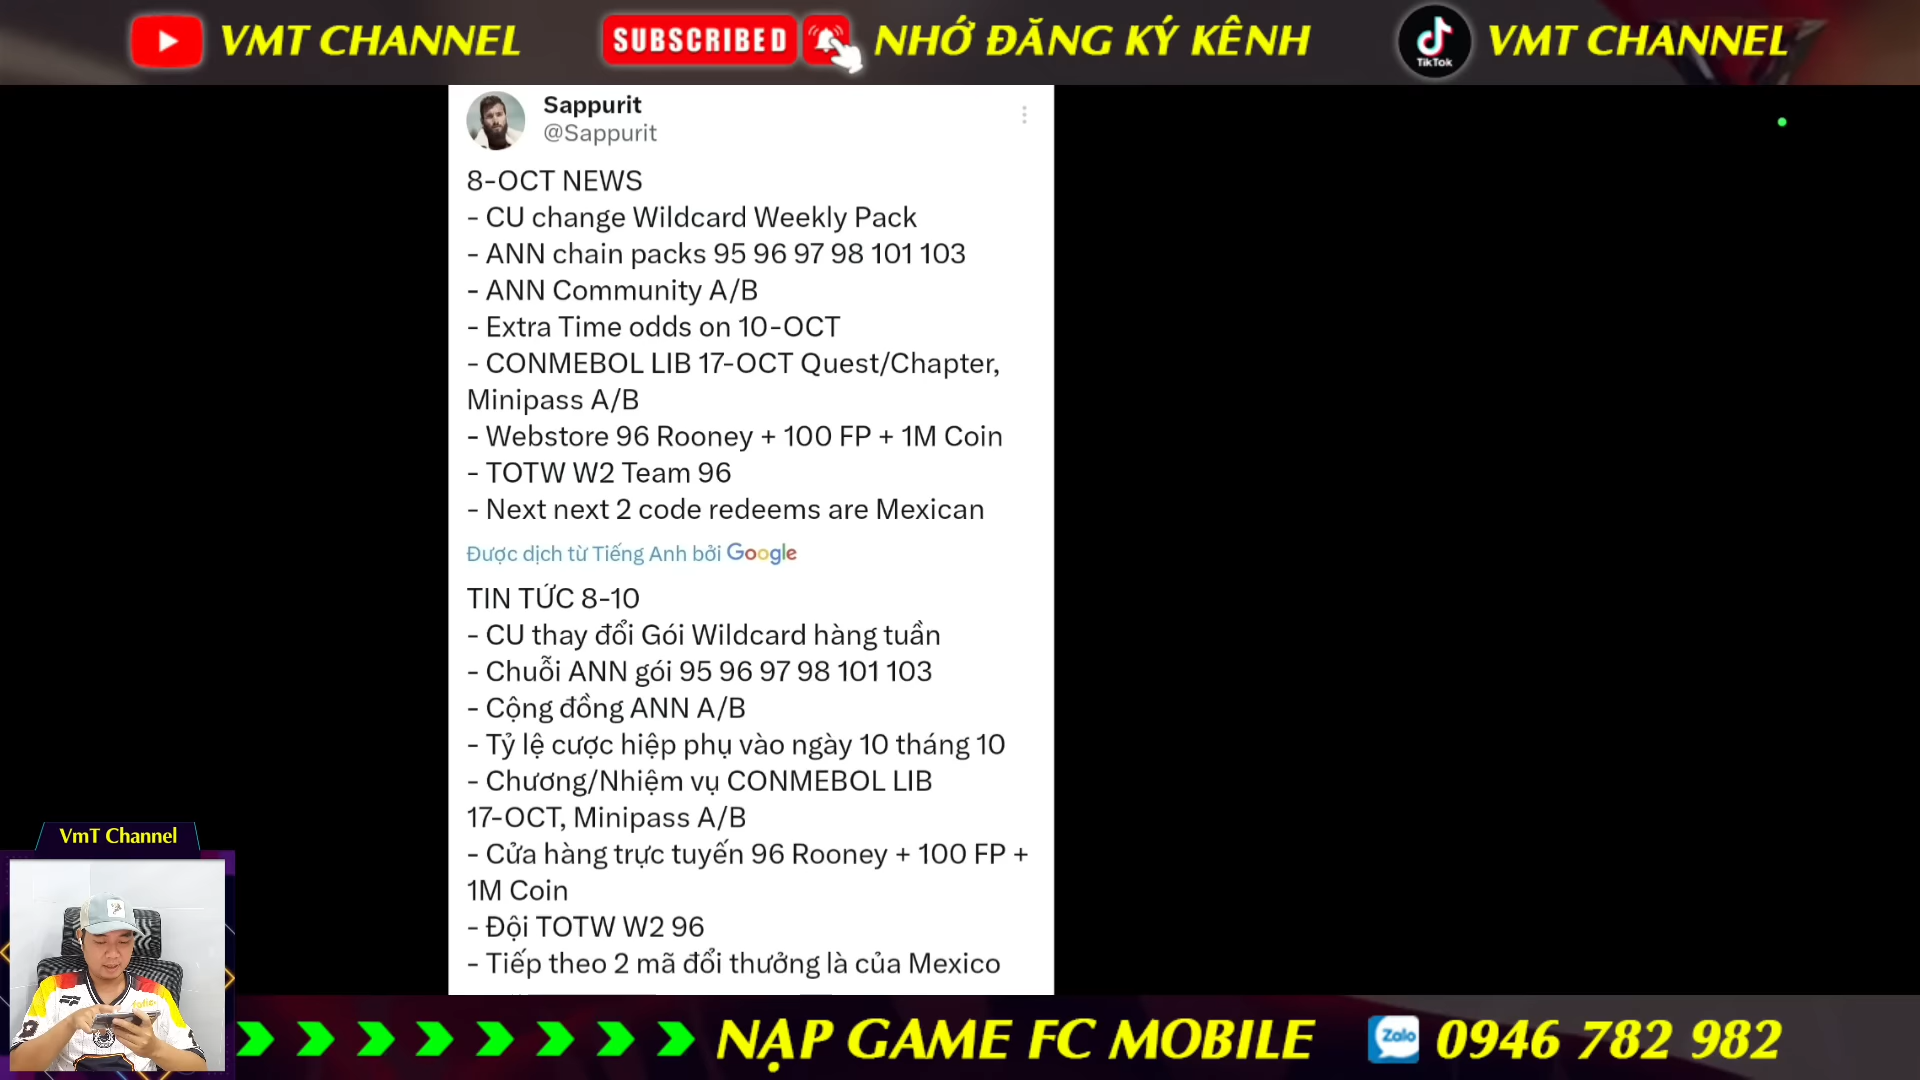 VMT CHANNEL
SUBSCRIBED
NHỚ ĐĂNG KÝ KÊNH
TikTok
VMT CHANNEL
Sappurit
@Sappurit
8-OCT NEWS
- CU change Wildcard Weekly Pack
- ANN chain packs 95 96 97 98 101 103
- ANN Community A/B
- Extra Time odds on 10-OCT
- CONMEBOL LIB 17-OCT Quest/Chapter,
Minipass A/B
- Webstore 96 Rooney + 100 FP + 1M Coin
- TOTW W2 Team 96
- Next next 2 code redeems are Mexican
Được dịch từ Tiếng Anh bởi Google
TIN TỨC 8-10
- CU thay đổi Gói Wildcard hàng tuần
- Chuỗi ANN gói 95 96 97 98 101 103
- Cộng đồng ANN A/B
- Tỷ lệ cược hiệp phụ vào ngày 10 tháng 10
- Chương/Nhiệm vụ CONMEBOL LIB
17-OCT, Minipass A/B
- Cửa hàng trực tuyến 96 Rooney + 100 FP +
1M Coin
- Đội TOTW W2 96
- Tiếp theo 2 mã đổi thưởng là của Mexico
VmT Channel
NẠP GAME FC MOBILE
Zalo
0946 782 982